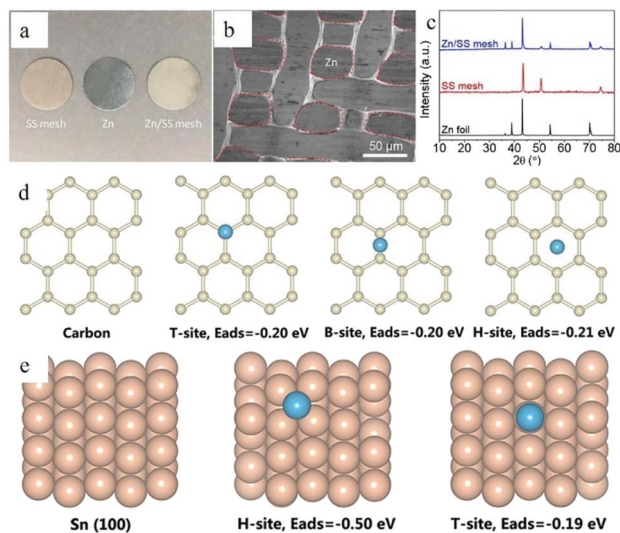 a
SS mesh
Zn
Zn/SS mesh
b
Zn
50 μm
c
Intensity (a.u.)
Zn/SS mesh
SS mesh
Zn foil
10 20 30 40 50 60 70 80
2θ (°)
d
Carbon
T-site, Eads=-0.20 eV
B-site, Eads=-0.20 eV
H-site, Eads=-0.21 eV
e
Sn (100)
H-site, Eads=-0.50 eV
T-site, Eads=-0.19 eV